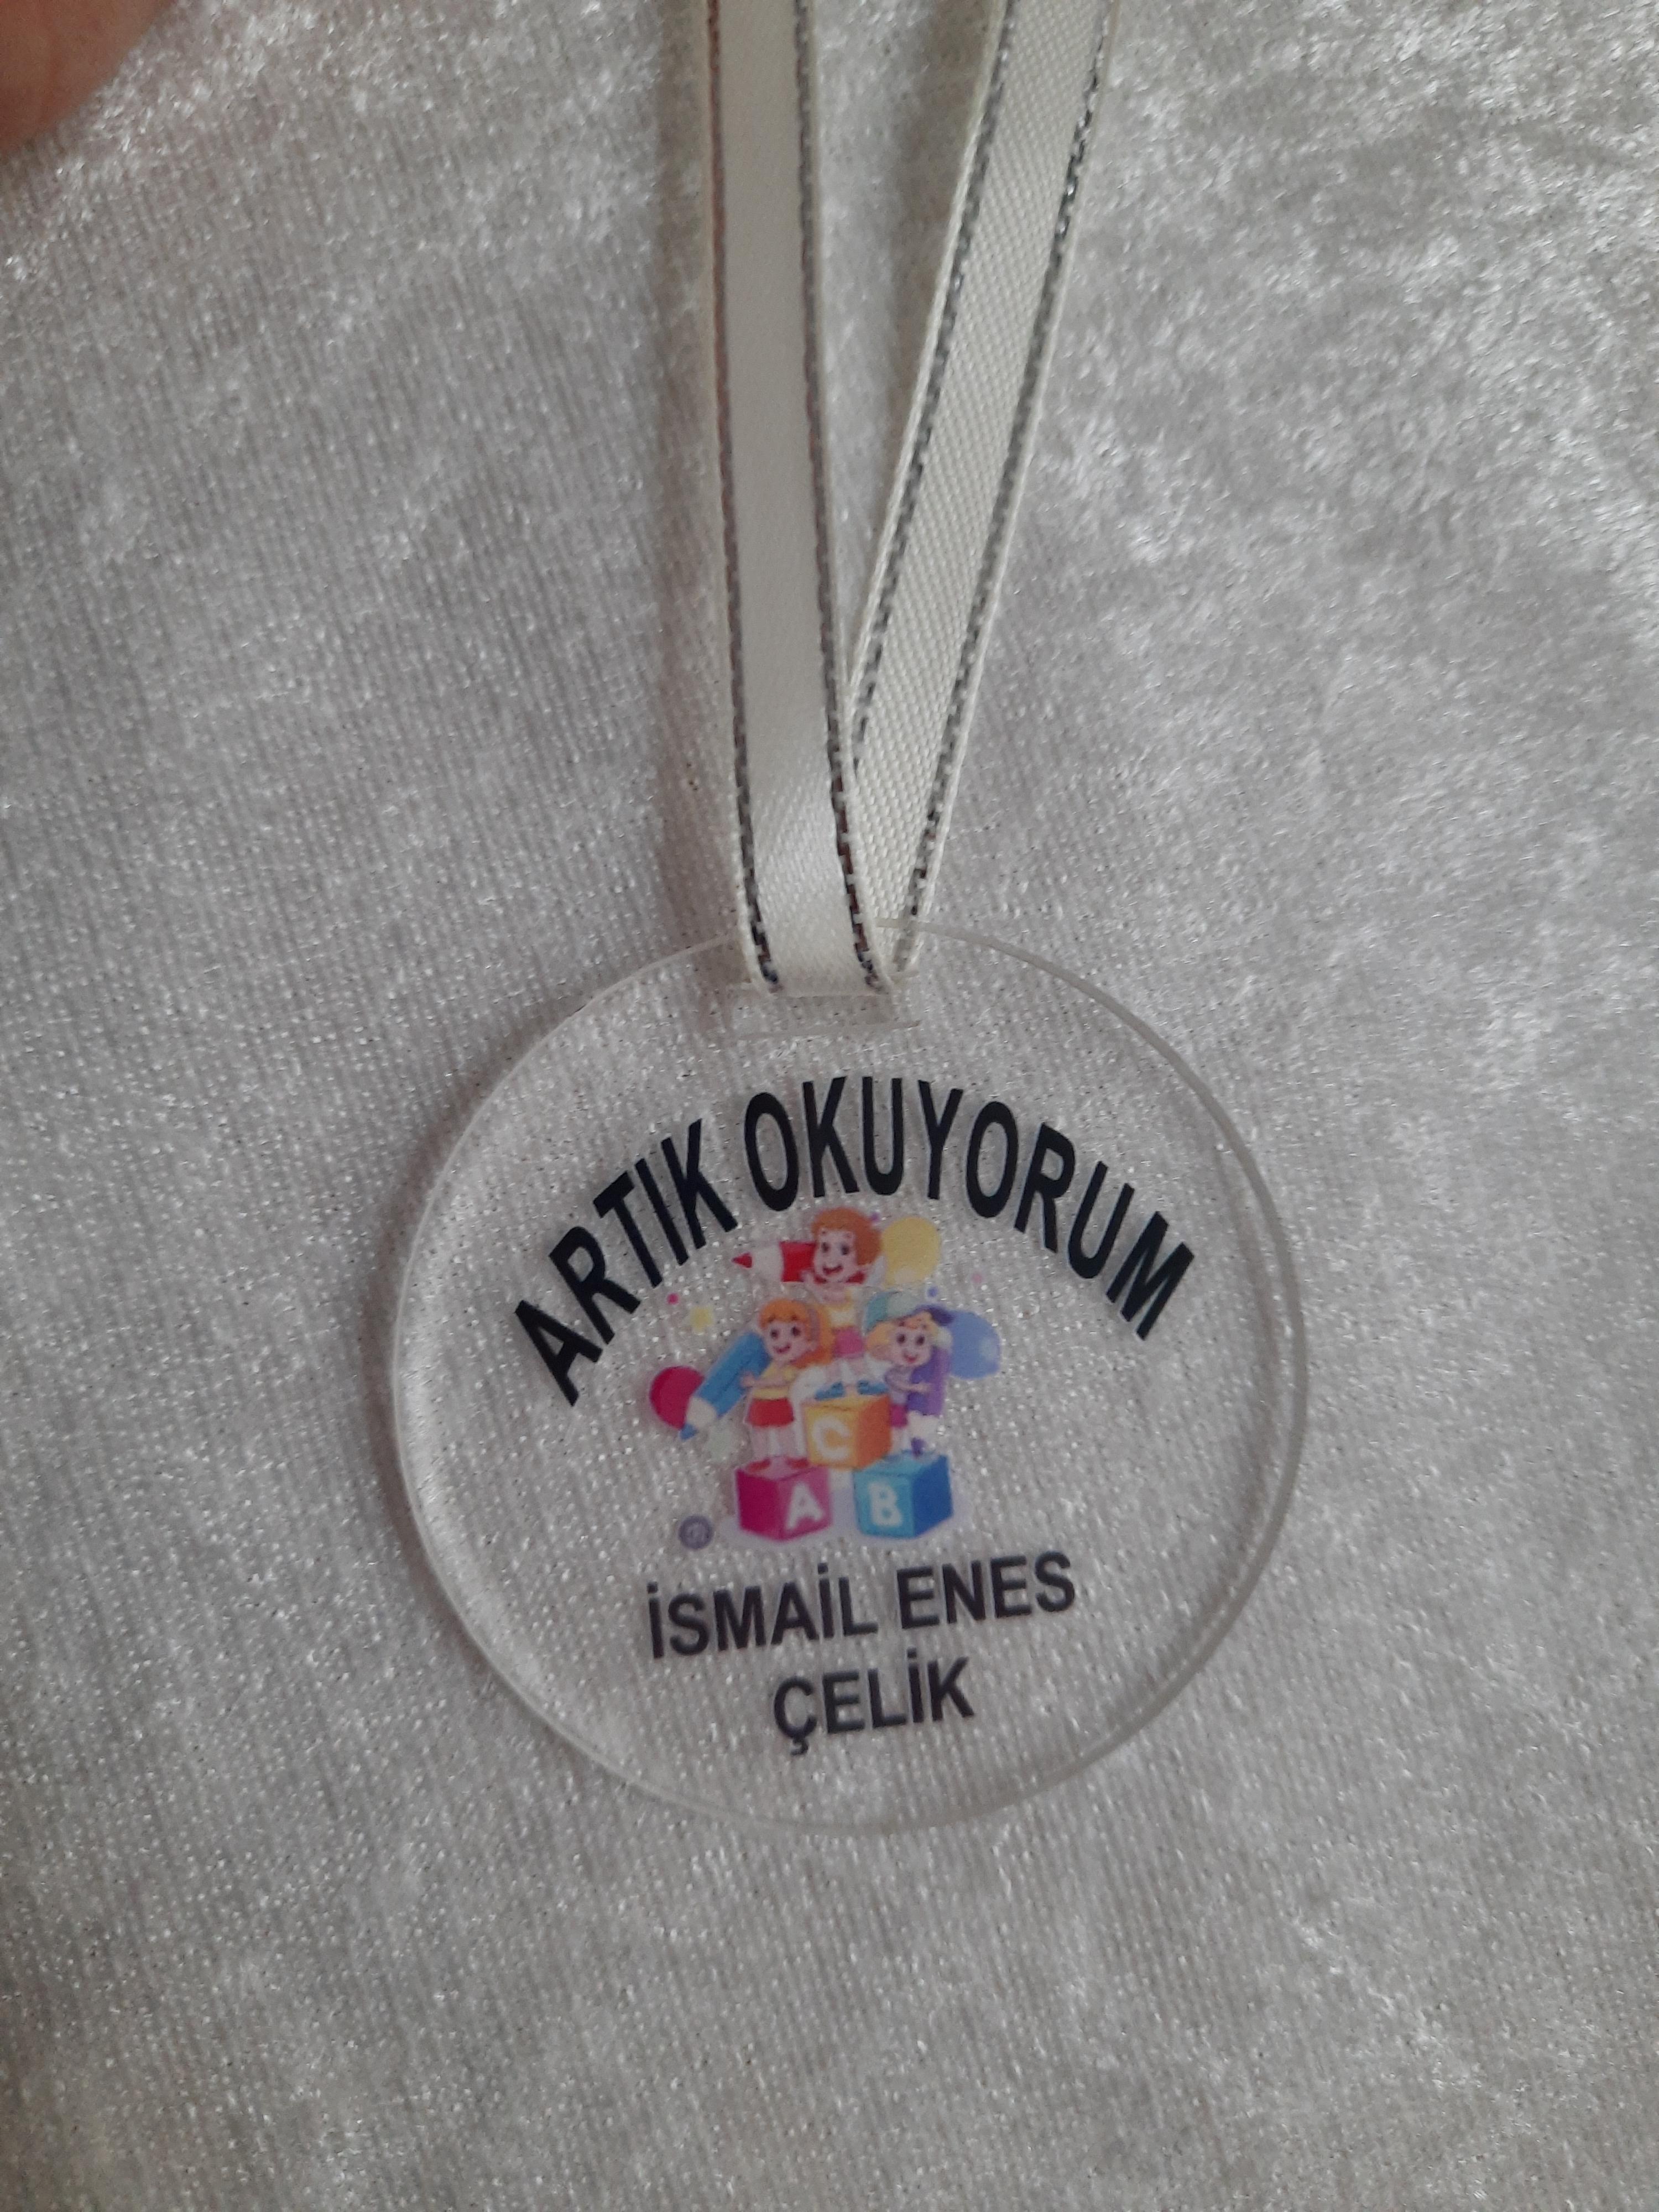 ARTIK OKUYORUM
C
A B
İSMAİL ENES
ÇELİK